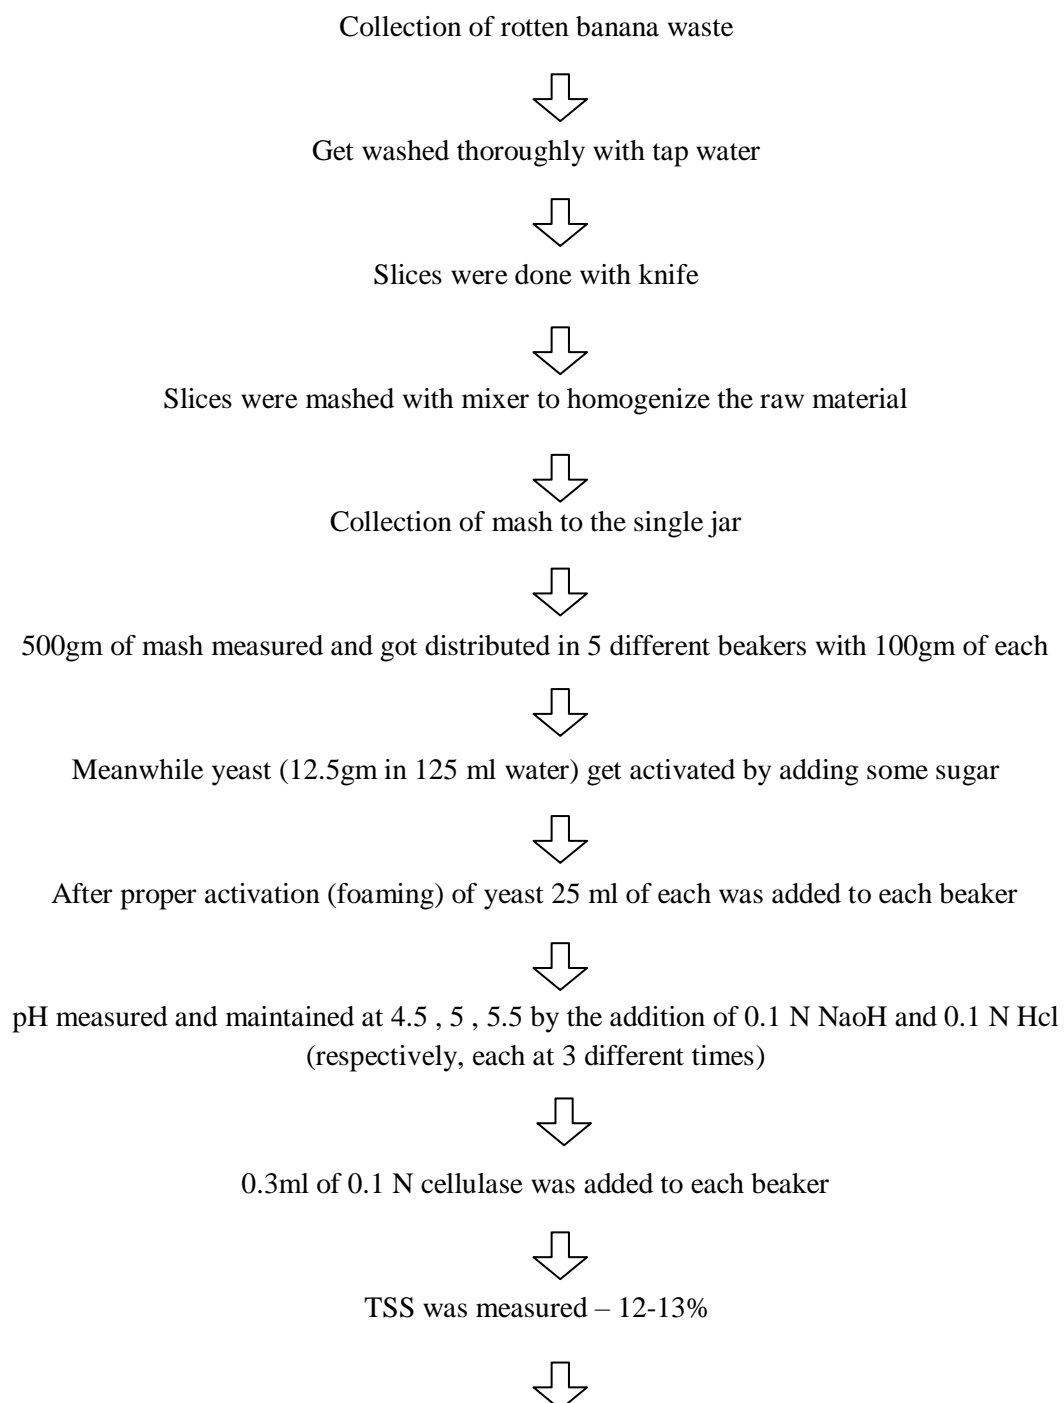 Collection of rotten banana waste
Get washed thoroughly with tap water
Slices were done with knife
Slices were mashed with mixer to homogenize the raw material
Collection of mash to the single jar
500gm of mash measured and got distributed in 5 different beakers with 100gm of each
Meanwhile yeast (12.5gm in 125 ml water) get activated by adding some sugar
After proper activation (foaming) of yeast 25 ml of each was added to each beaker
pH measured and maintained at 4.5 , 5 , 5.5 by the addition of 0.1 N NaoH and 0.1 N Hcl
(respectively, each at 3 different times)
0.3ml of 0.1 N cellulase was added to each beaker
TSS was measured – 12-13%